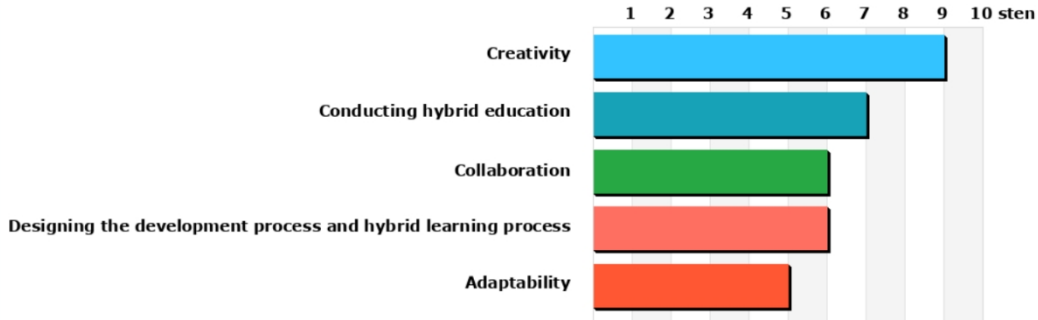 1 2 3 4 5 6 7 8 9 10 sten
Creativity
Conducting hybrid education
Collaboration
Designing the development process and hybrid learning process
Adaptability